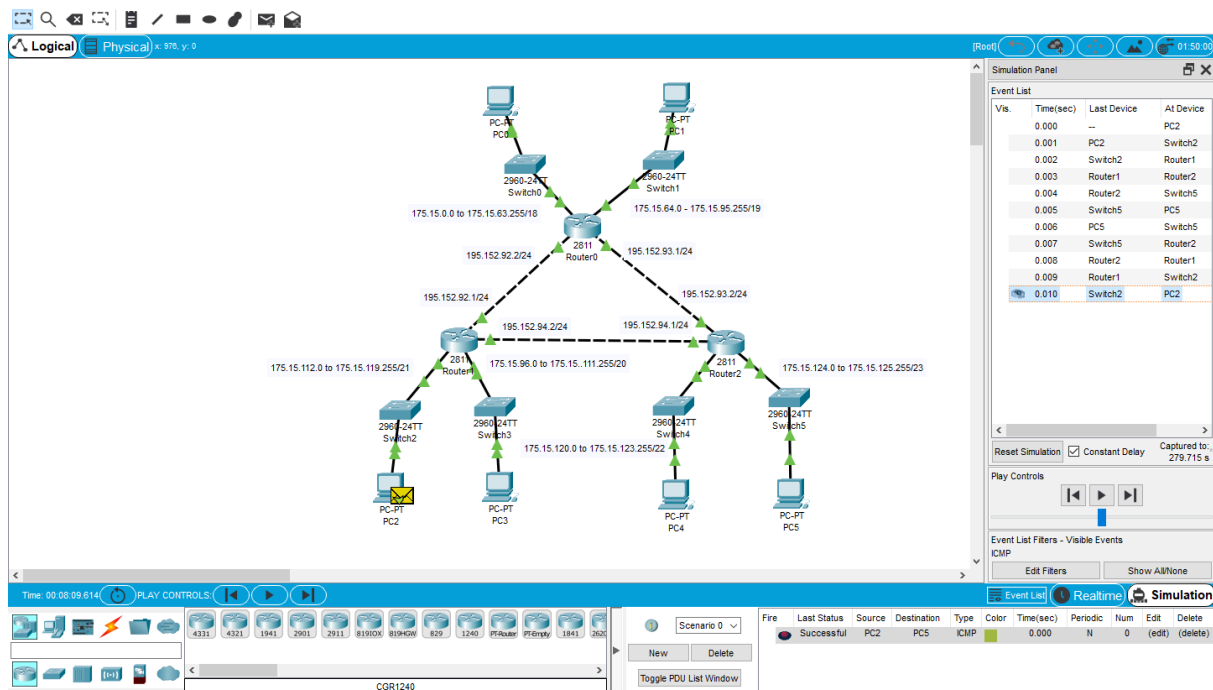 Logical Physical x: 976, y: 0 [Root] 01:50:00
Simulation Panel
Event List
Vis. Time(sec) Last Device At Device
0.000 -- PC2
0.001 PC2 Switch2
0.002 Switch2 Router1
0.003 Router1 Router2
0.004 Router2 Switch5
0.005 Switch5 PC5
0.006 PC5 Switch5
0.007 Switch5 Router2
0.008 Router2 Router1
0.009 Router1 Switch2
0.010 Switch2 PC2
Reset Simulation Constant Delay Captured to:
279.715 s
Play Controls
Event List Filters - Visible Events
ICMP
Edit Filters Show All/None
PC-PT
PC0
PC-PT
PC1
2960-24TT
Switch0
2960-24TT
Switch1
175.15.0.0 to 175.15.63.255/18
175.15.64.0 - 175.15.95.255/19
2811
Router0
195.152.92.2/24
195.152.93.1/24
195.152.92.1/24
195.152.93.2/24
195.152.94.2/24
195.152.94.1/24
2811
Router1
2811
Router2
175.15.112.0 to 175.15.119.255/21
175.15.96.0 to 175.15..111.255/20
175.15.124.0 to 175.15.125.255/23
2960-24TT
Switch2
2960-24TT
Switch3
2960-24TT
Switch4
2960-24TT
Switch5
175.15.120.0 to 175.15.123.255/22
PC-PT
PC2
PC-PT
PC3
PC-PT
PC4
PC-PT
PC5
Time: 00:08:09.614 PLAY CONTROLS: Event List Realtime Simulation
4331 4321 1941 2901 2911 819IOX 819HGW 829 1240 PT-Router PT-Empty 1841
CGR1240
Scenario 0
New Delete
Toggle PDU List Window
Fire Last Status Source Destination Type Color Time(sec) Periodic Num Edit Delete
Successful PC2 PC5 ICMP 0.000 N 0 (edit) (delete)